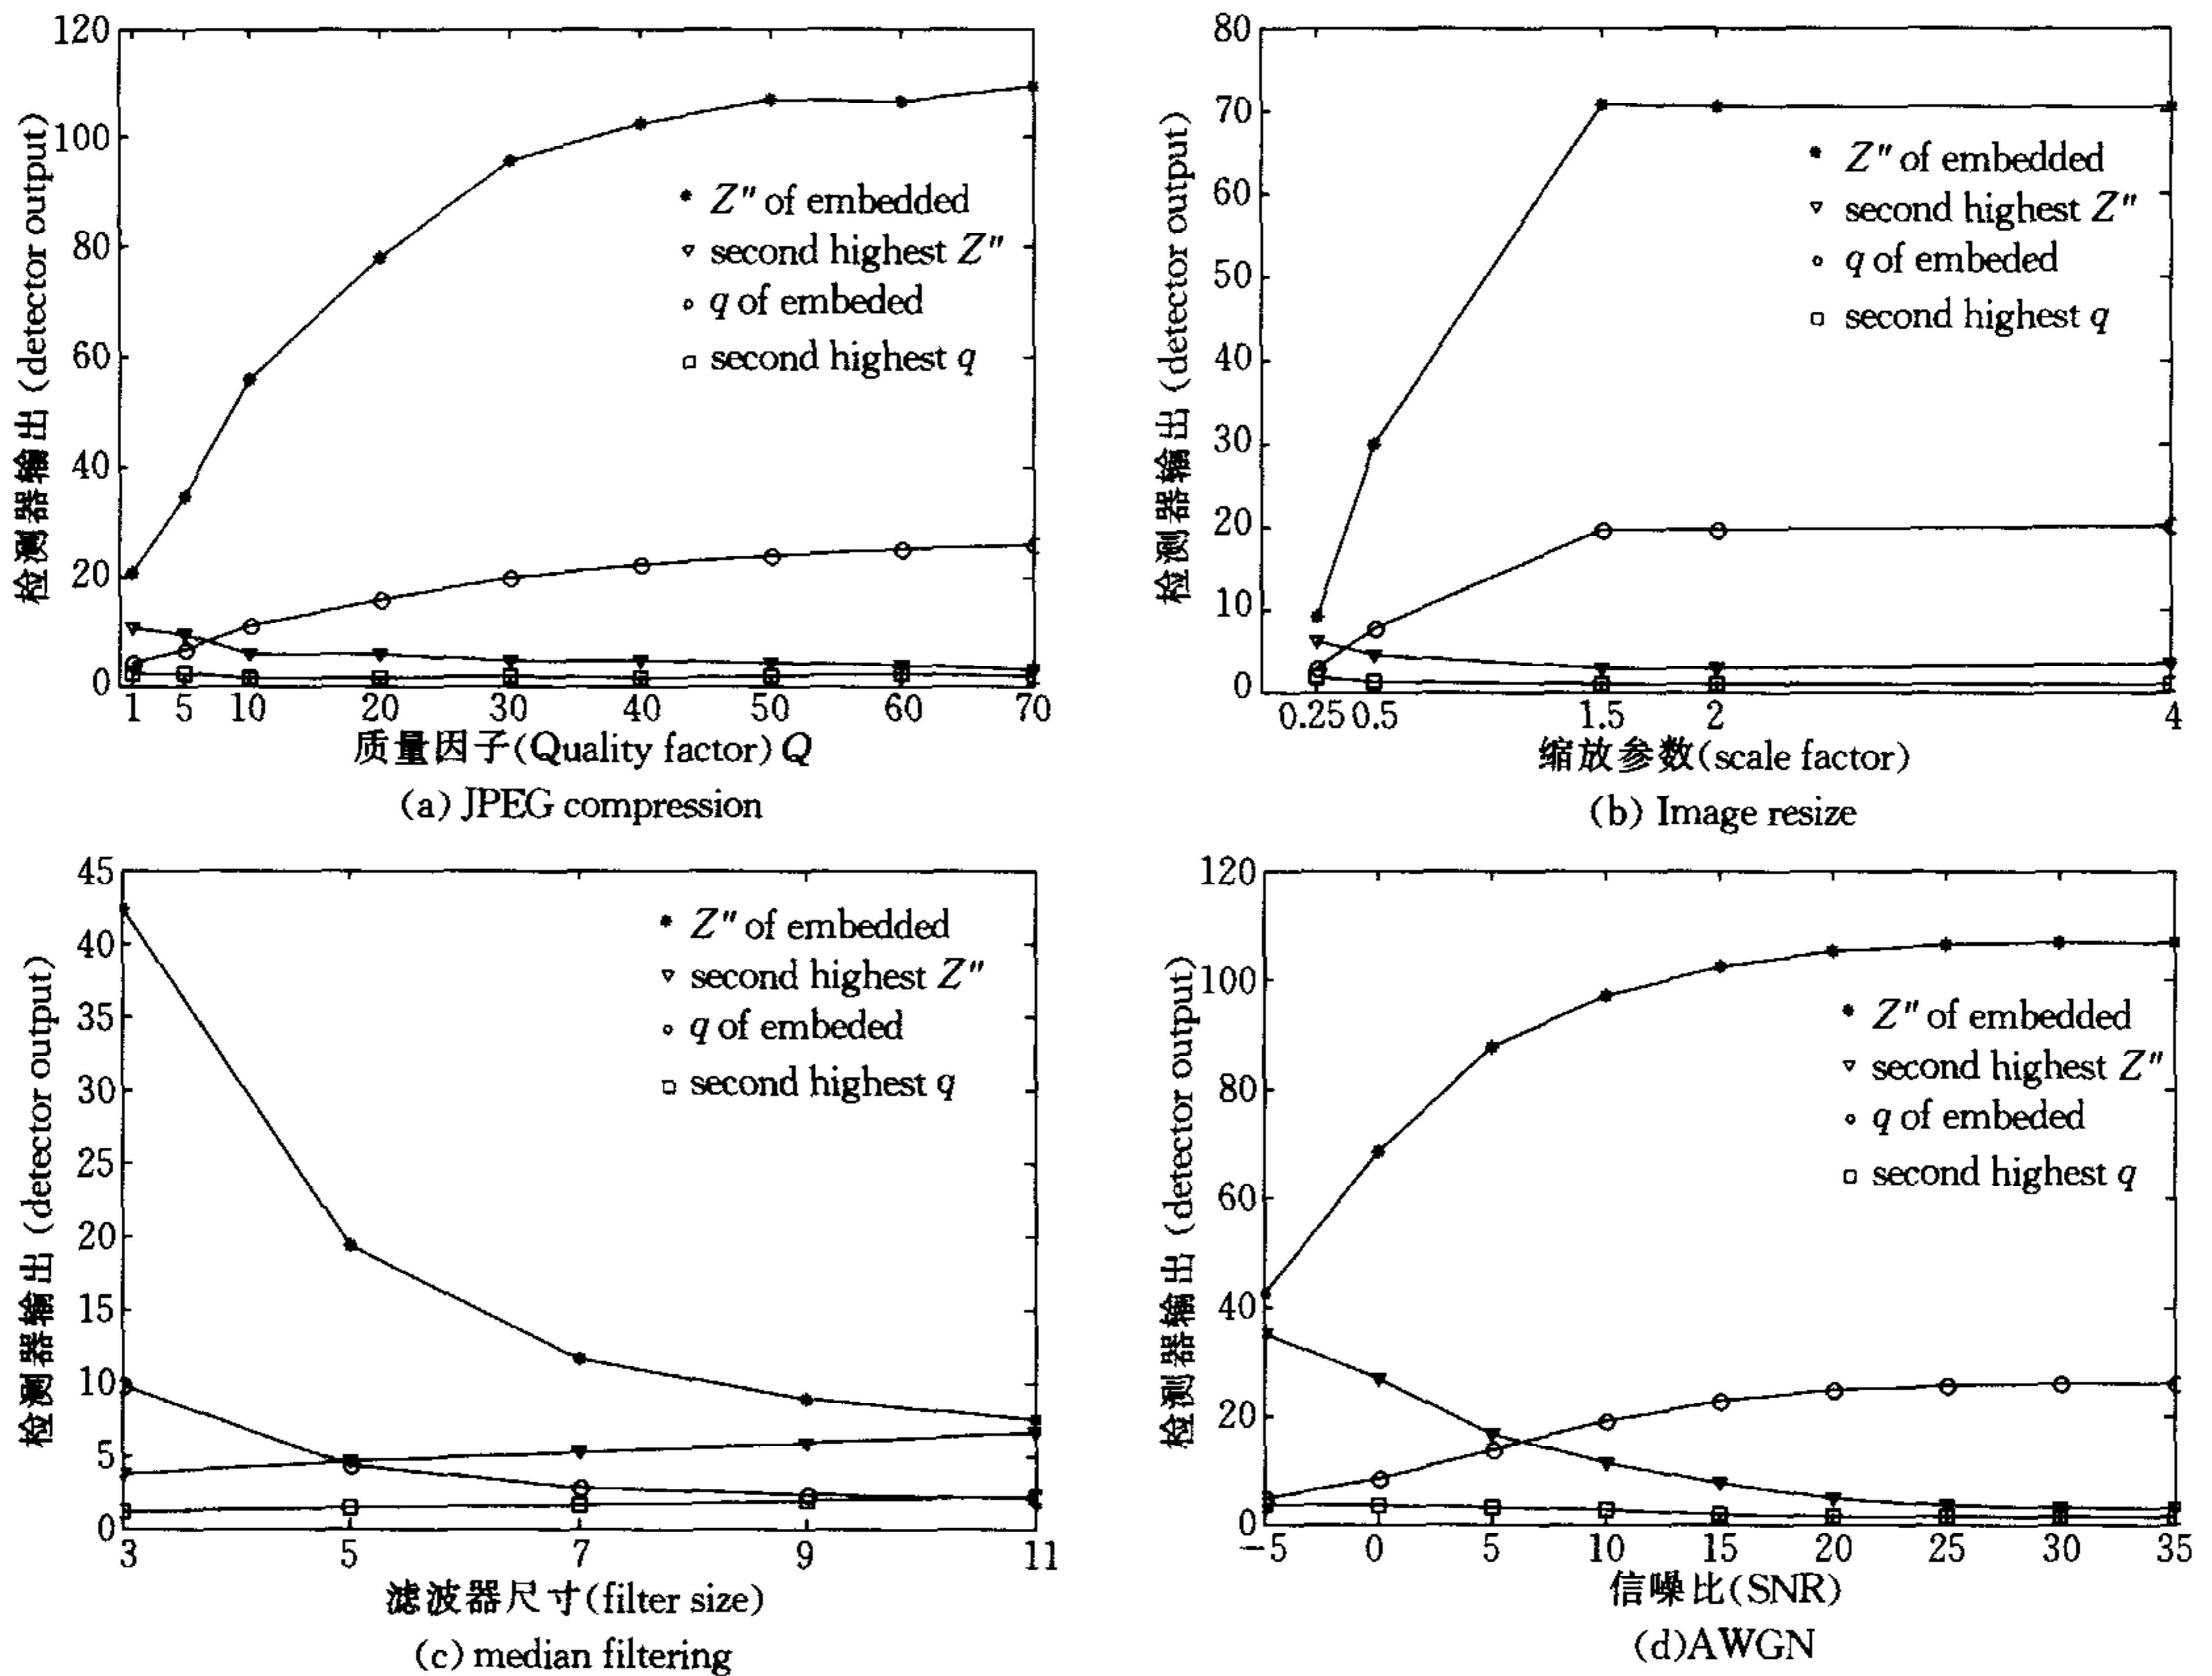 120
100
80
60
40
20
0
检测器输出(detector output)
Z″ of embedded
second highest Z″
q of embeded
second highest q
1 5 10 20 30 40 50 60 70
质量因子(Quality factor) Q
(a) JPEG compression
80
70
60
50
40
30
20
10
0
检测器输出(detector output)
Z″ of embedded
second highest Z″
q of embeded
second highest q
0.25 0.5 1.5 2 4
缩放参数(scale factor)
(b) Image resize
45
40
35
30
25
20
15
10
5
0
检测器输出(detector output)
Z″ of embedded
second highest Z″
q of embeded
second highest q
3 5 7 9 11
滤波器尺寸(filter size)
(c) median filtering
120
100
80
60
40
20
0
检测器输出(detector output)
Z″ of embedded
second highest Z″
q of embeded
second highest q
-5 0 5 10 15 20 25 30 35
信噪比(SNR)
(d)AWGN